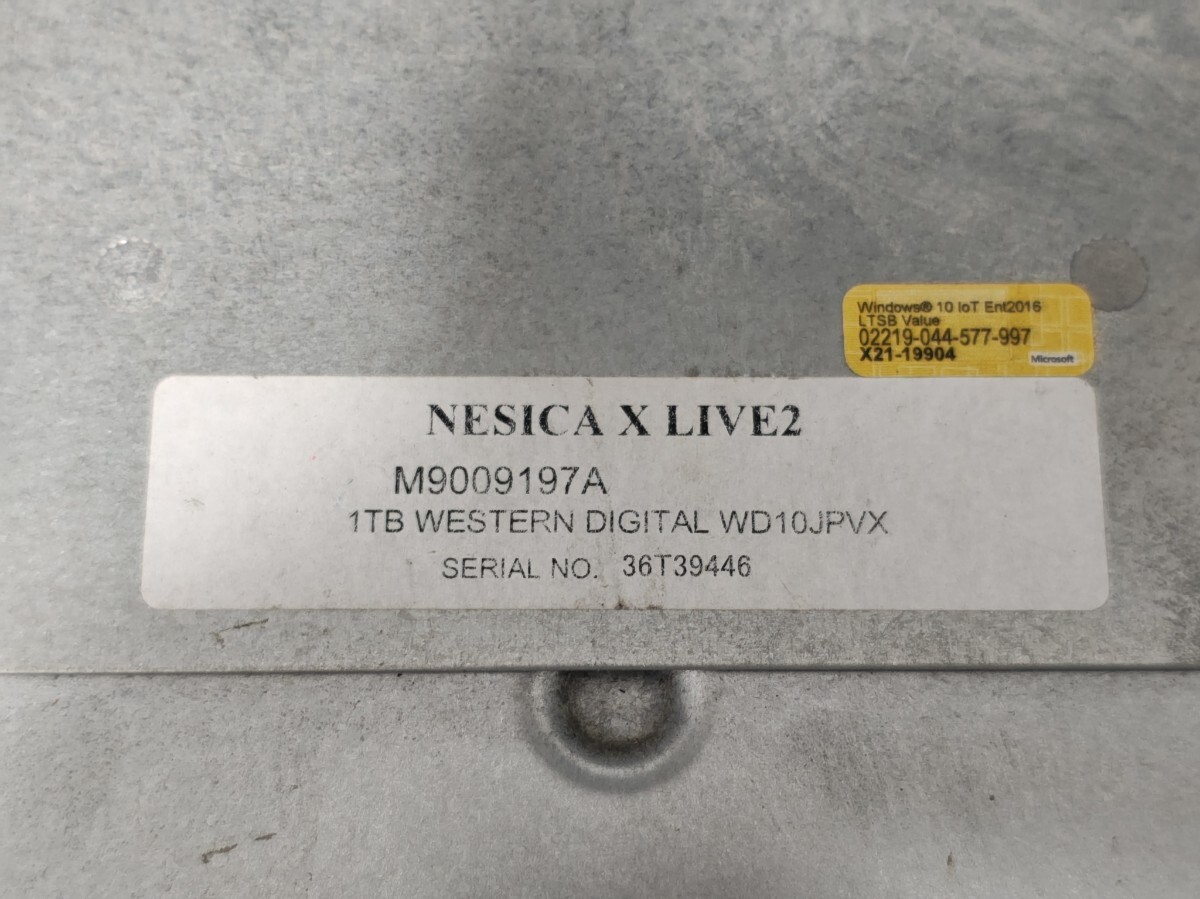 Windows® 10 IoT Ent2016
LTSB Value
02219-044-577-997
X21-19904
Microsoft
NESICA X LIVE2
M9009197A
1TB WESTERN DIGITAL WD10JPVX
SERIAL NO. 36T39446